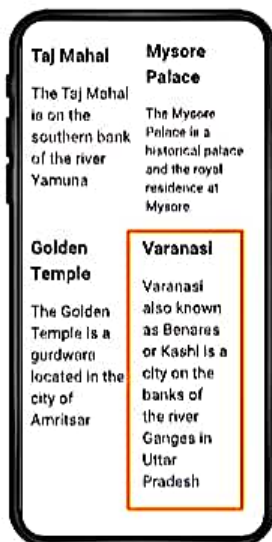 Taj Mahal
The Taj Mahal
is on the
southern bank
of the river
Yamuna
Mysore
Palace
The Mysore
Palace is a
historical palace
and the royal
residence at
Mysore
Golden
Temple
The Golden
Temple is a
gurdwara
located in the
city of
Amritsar
Varanasi
Varanasi
also known
as Benares
or Kashi is a
city on the
banks of
the river
Ganges in
Uttar
Pradesh